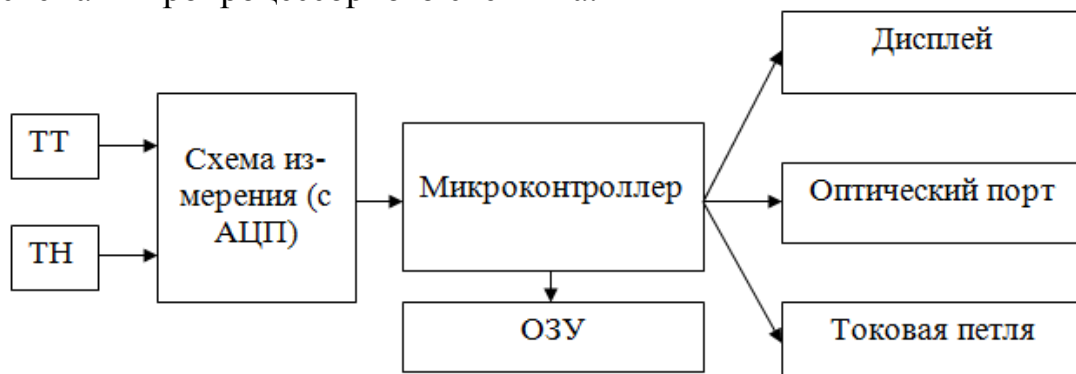 Дисплей
ТТ
Схема из-
мерения (с
АЦП)
Микроконтроллер
Оптический порт
ТН
ОЗУ
Токовая петля